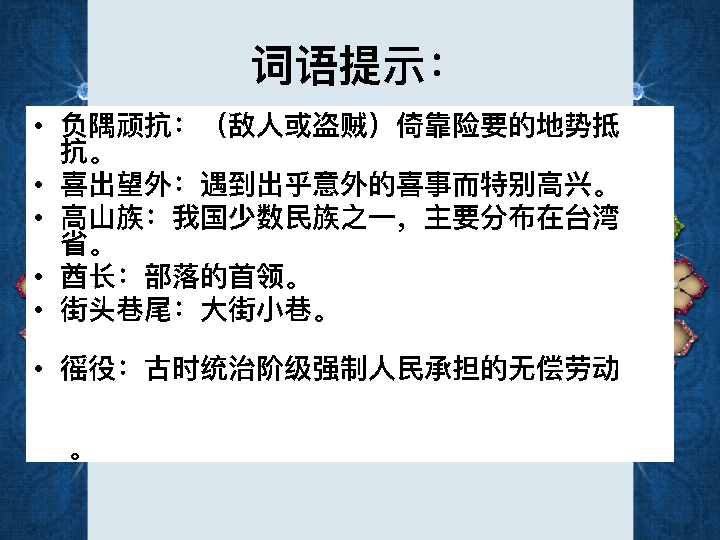 词语提示：
• 负隅顽抗：（敌人或盗贼）倚靠险要的地势抵
抗。
• 喜出望外：遇到出乎意外的喜事而特别高兴。
• 高山族：我国少数民族之一，主要分布在台湾
省。
• 酋长：部落的首领。
• 街头巷尾：大街小巷。
• 徭役：古时统治阶级强制人民承担的无偿劳动
。